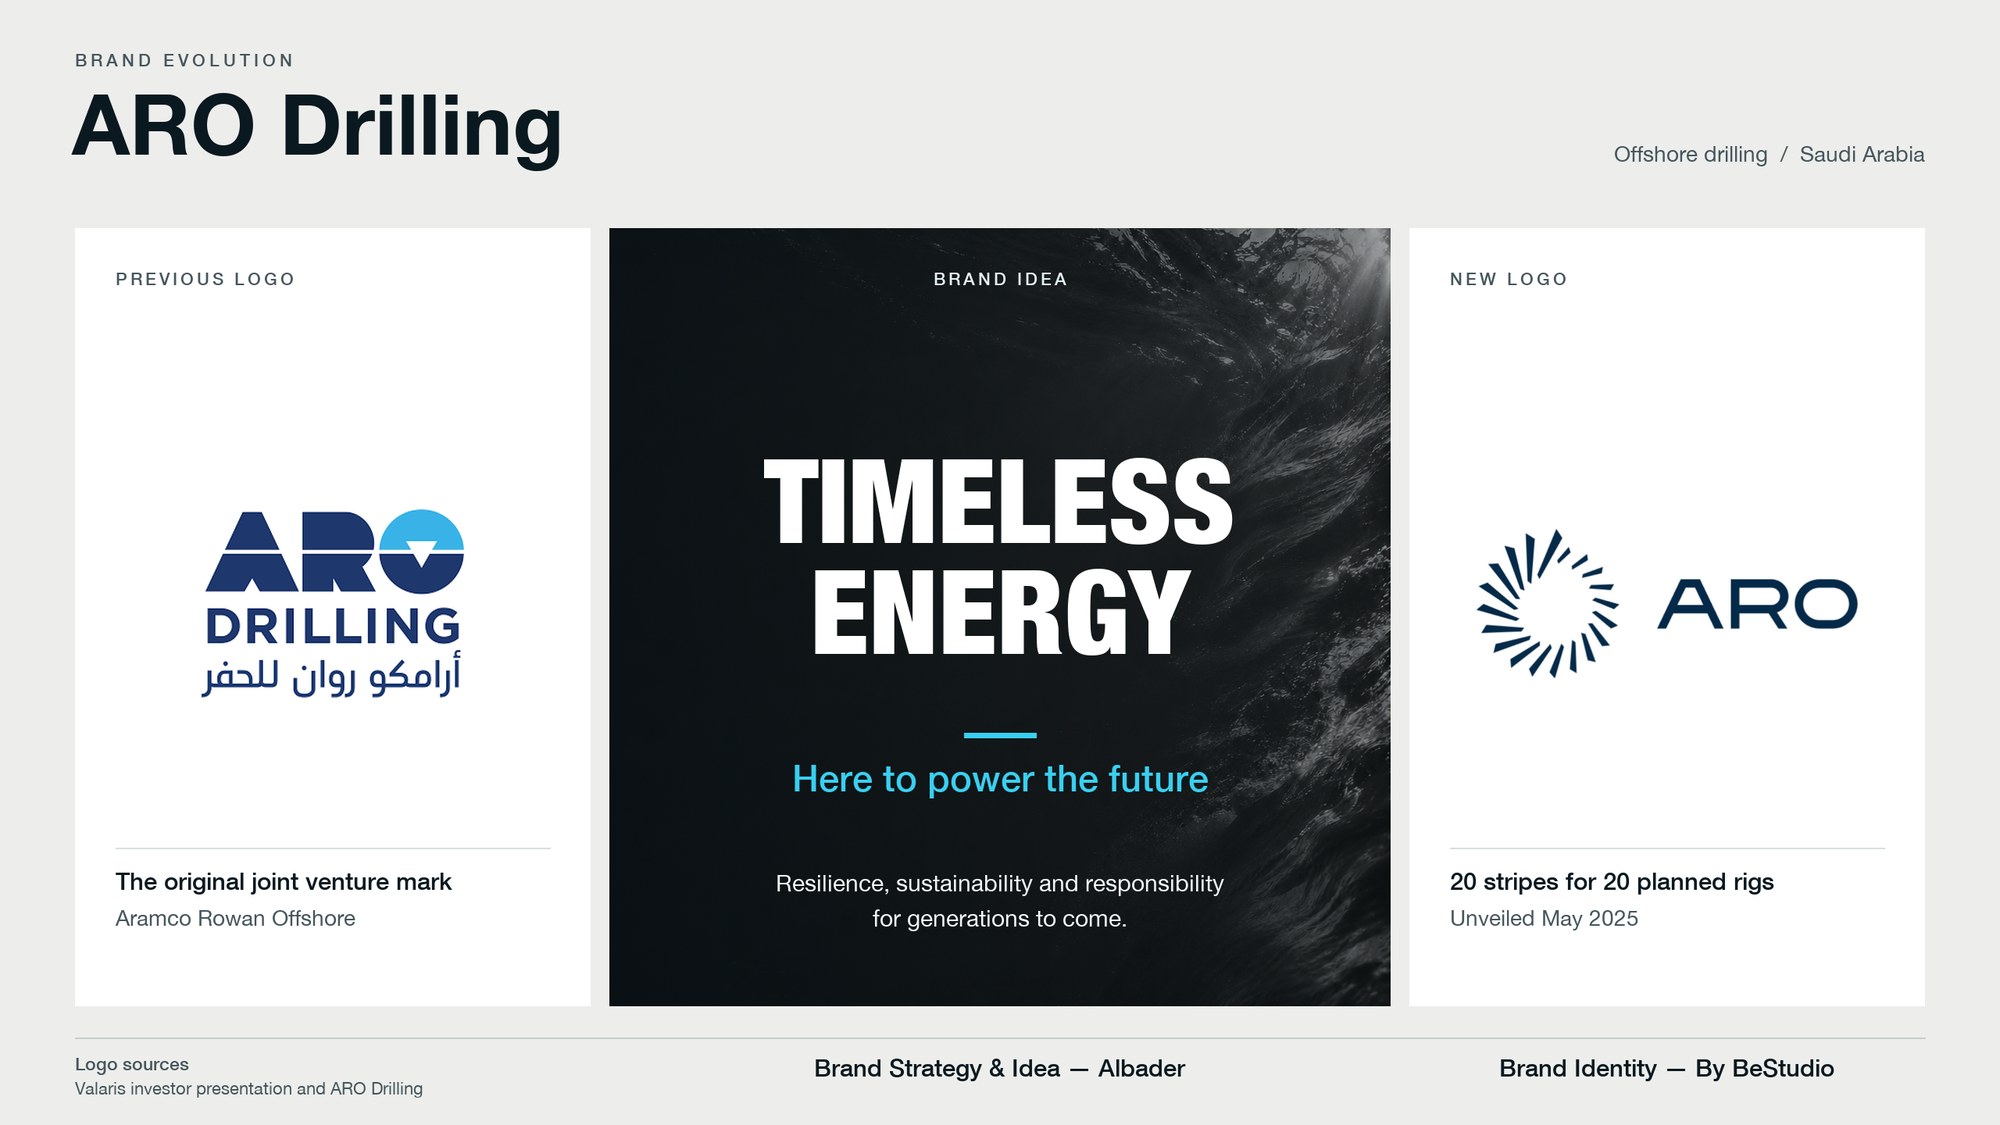 BRAND EVOLUTION
ARO Drilling
Offshore drilling / Saudi Arabia
PREVIOUS LOGO
ARO
DRILLING
أرامكو روان للحفر
The original joint venture mark
Aramco Rowan Offshore
BRAND IDEA
TIMELESS
ENERGY
Here to power the future
Resilience, sustainability and responsibility
for generations to come.
NEW LOGO
ARO
20 stripes for 20 planned rigs
Unveiled May 2025
Logo sources
Valaris investor presentation and ARO Drilling
Brand Strategy & Idea — Albader
Brand Identity — By BeStudio